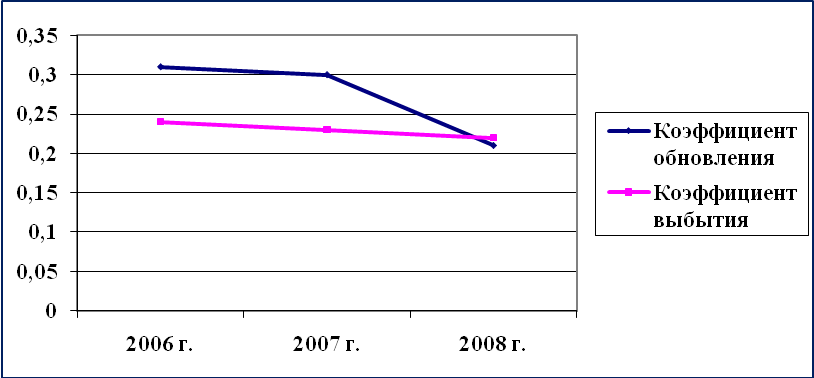 0,35
0,3
0,25
0,2
0,15
0,1
0,05
0
2006 г.
2007 г.
2008 г.
Коэффициент
обновления
Коэффициент
выбытия